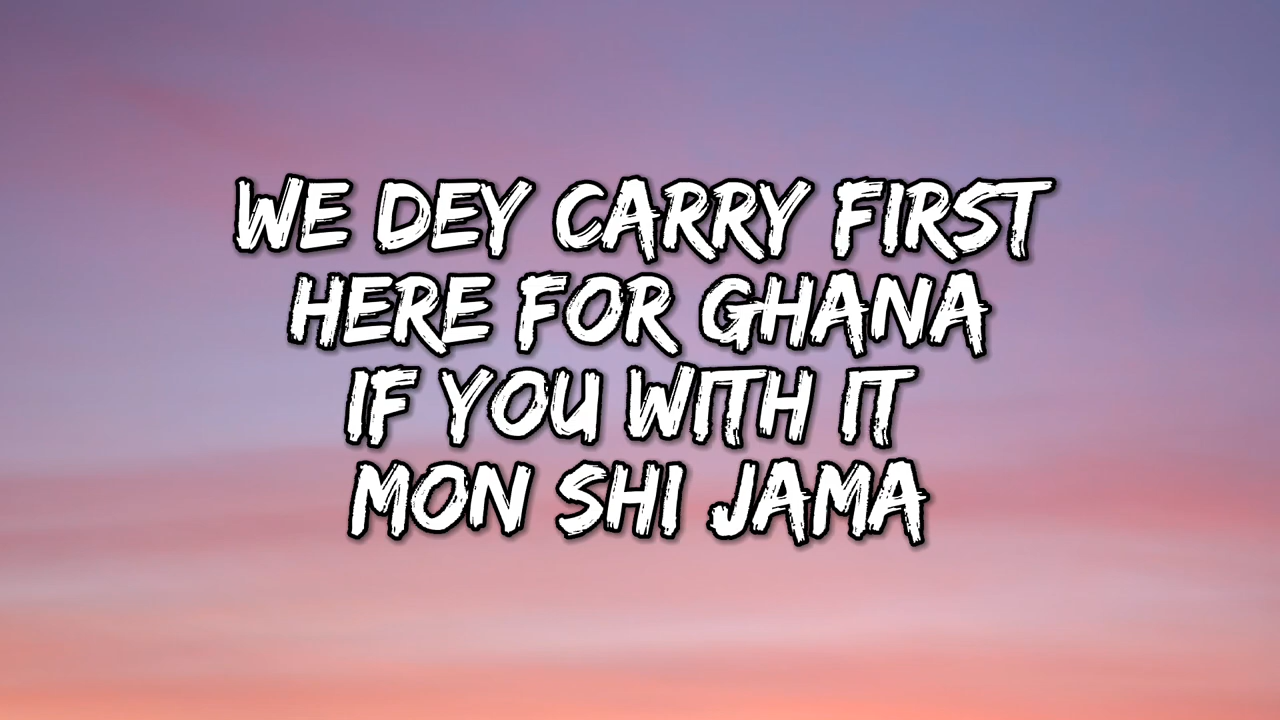 WE DEY CARRY FIRST
HERE FOR GHANA
IF YOU WITH IT
MON SHI JAMA